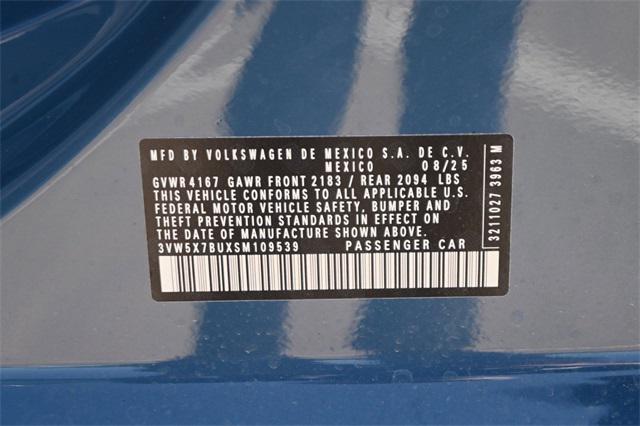 MFD BY VOLKSWAGEN DE MEXICO S.A. DE C.V.
MEXICO 08/25
GVWR 4167 GAWR FRONT 2183 / REAR 2094 LBS
THIS VEHICLE CONFORMS TO ALL APPLICABLE U.S.
FEDERAL MOTOR VEHICLE SAFETY, BUMPER AND
THEFT PREVENTION STANDARDS IN EFFECT ON THE
DATE OF MANUFACTURE SHOWN ABOVE.
3VW5X7BUXSM109539 PASSENGER CAR
3211027 3963 M